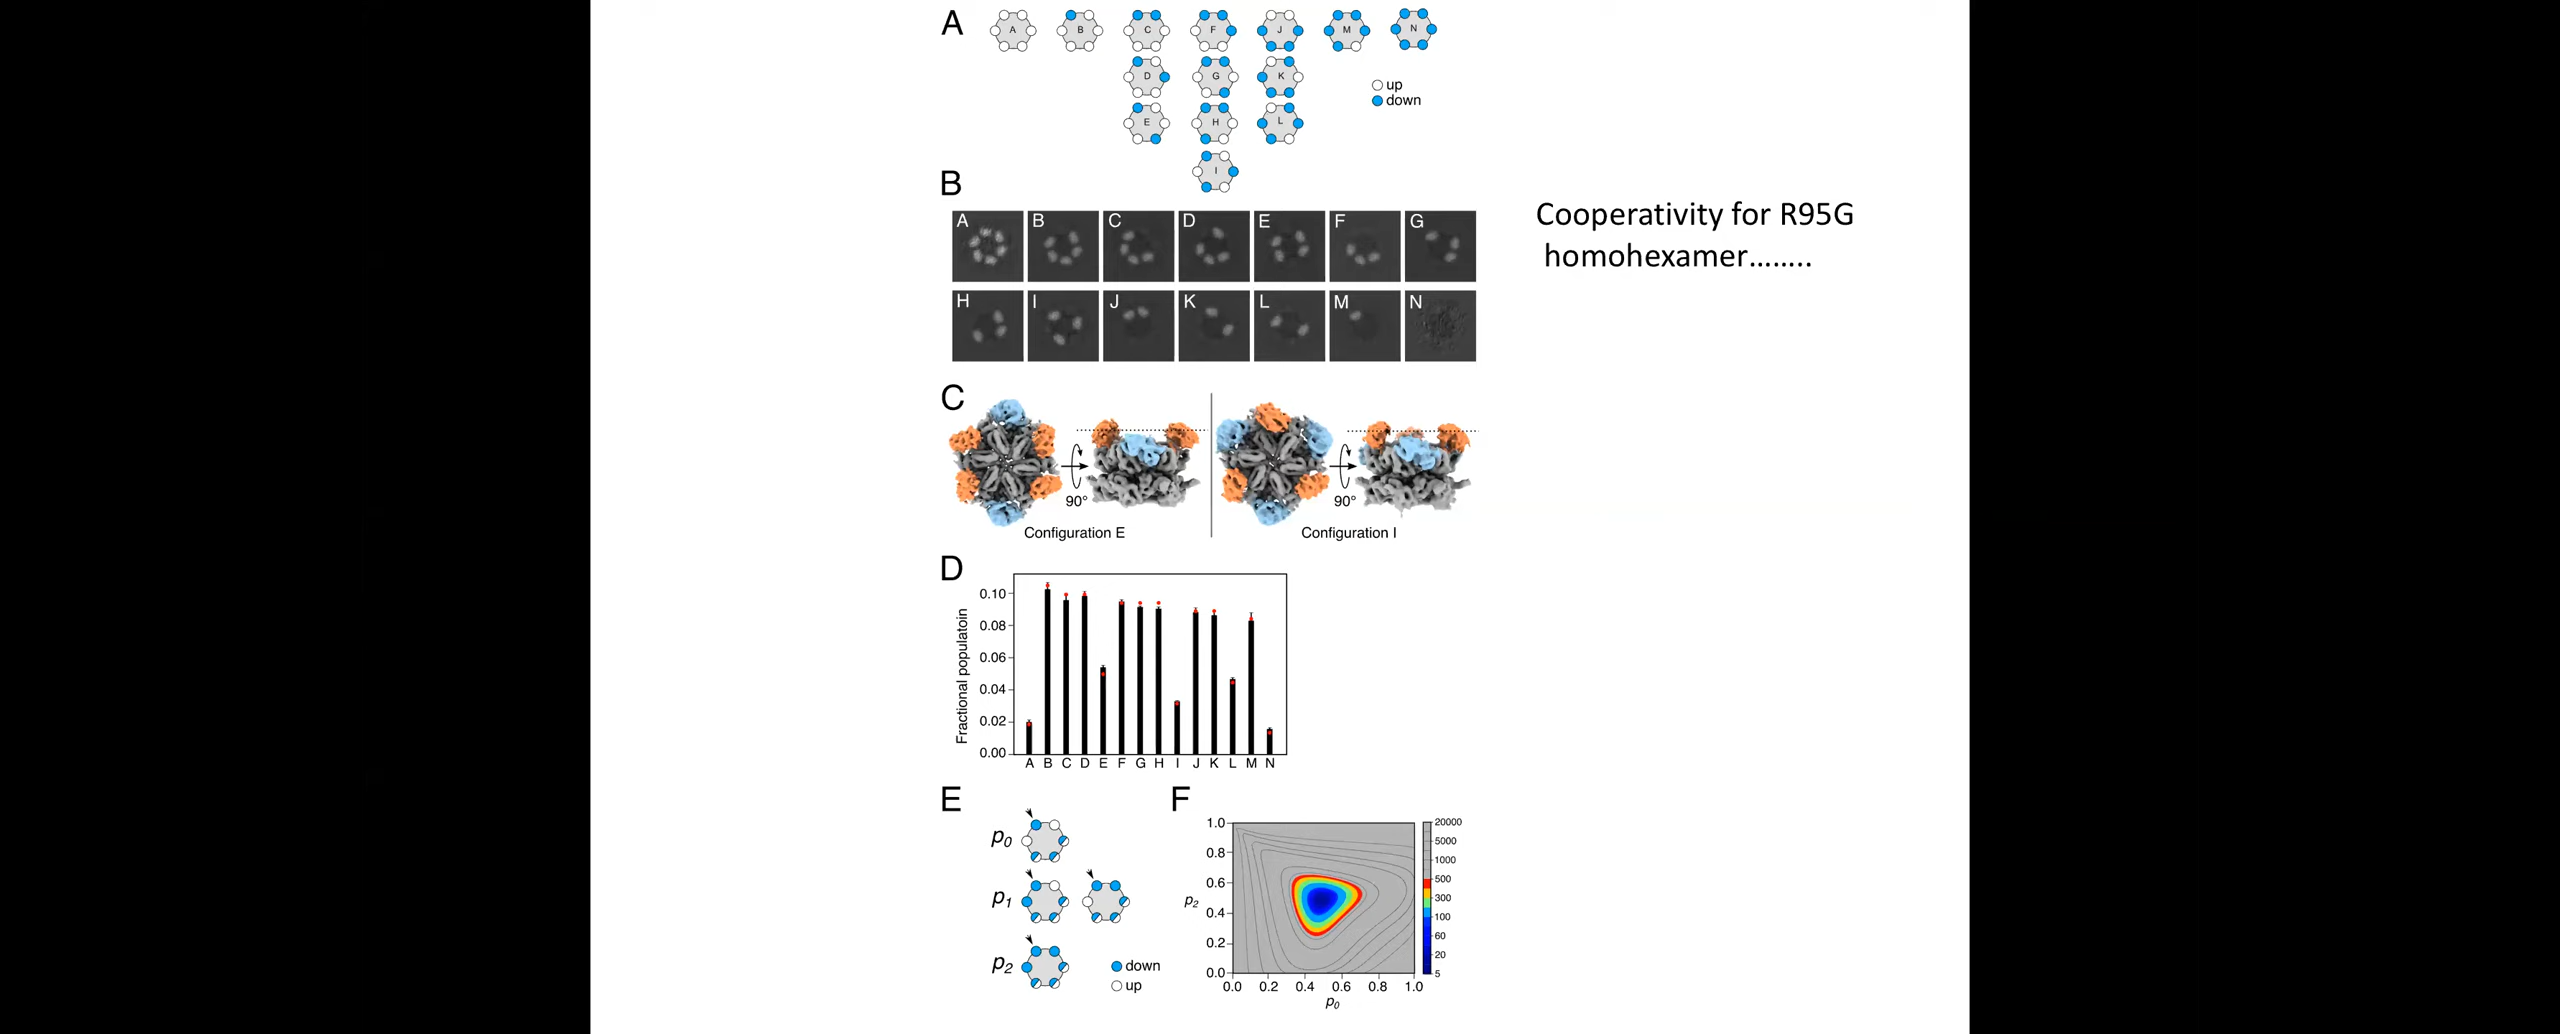 A
A B C F J M N
D G K
E H L
I
up
down
B
A B C D E F G
H I J K L M N
Cooperativity for R95G
homohexamer........
C
90° 90°
Configuration E Configuration I
D
Fractional populatoin
0.10
0.08
0.06
0.04
0.02
0.00
A B C D E F G H I J K L M N
E
p0
p1
p2
down
up
F
1.0
0.8
0.6
0.4
0.2
0.0
p2
0.0 0.2 0.4 0.6 0.8 1.0
p0
20000
5000
1000
500
300
100
60
20
5